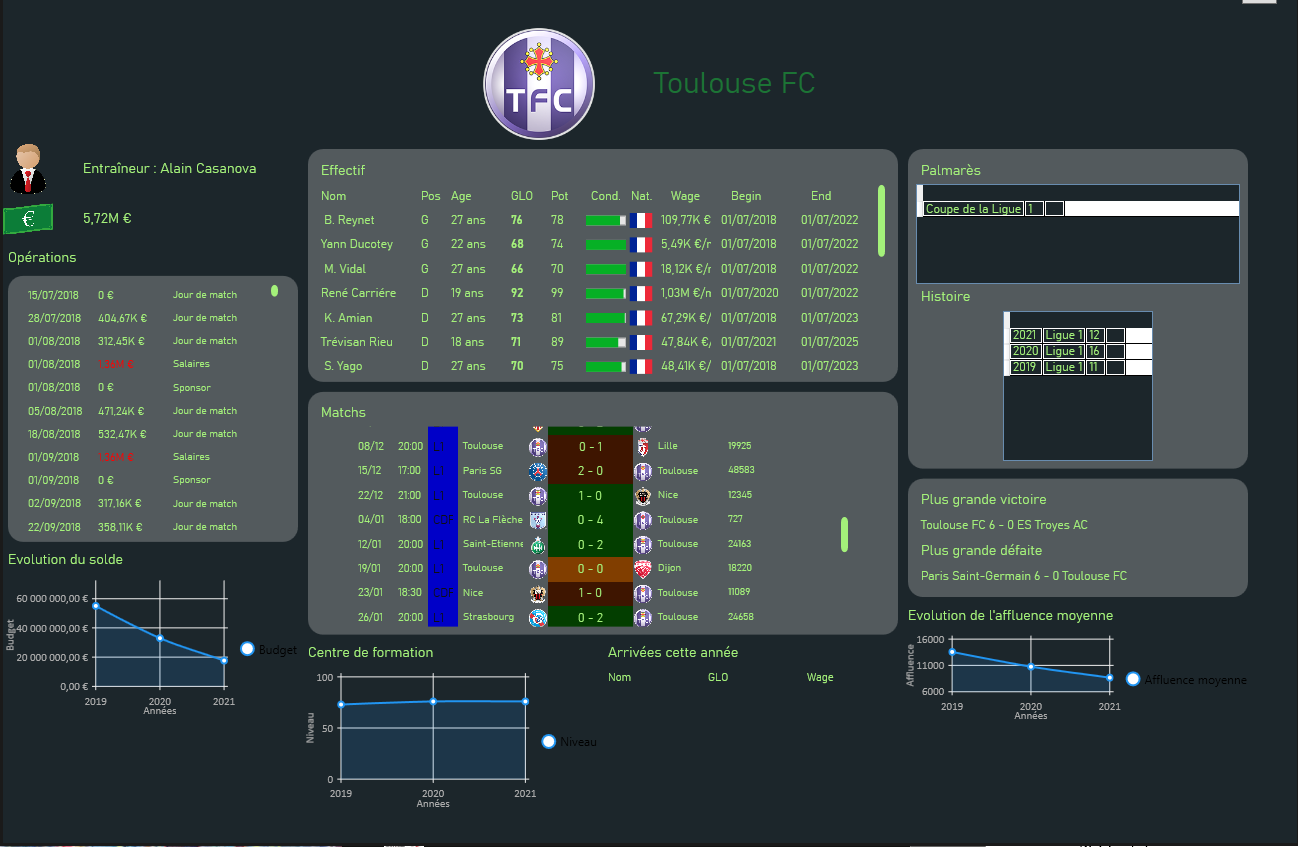 TFC
Toulouse FC
Entraîneur : Alain Casanova
€
5,72M €
Opérations
15/07/2018 0 € Jour de match
28/07/2018 404,67K € Jour de match
01/08/2018 312,45K € Jour de match
01/08/2018 Salaires
01/08/2018 0 € Sponsor
05/08/2018 471,24K € Jour de match
18/08/2018 532,47K € Jour de match
01/09/2018 Salaires
01/09/2018 0 € Sponsor
02/09/2018 317,16K € Jour de match
22/09/2018 358,11K € Jour de match
Evolution du solde
60 000 000,00 €
40 000 000,00 €
20 000 000,00 €
0,00 €
Budget
2019 2020 2021
Années
Budget
Effectif
Nom Pos Age GLO Pot Cond. Nat. Wage Begin End
B. Reynet G 27 ans 76 78 109,77K € 01/07/2018 01/07/2022
Yann Ducotey G 22 ans 68 74 5,49K €/r 01/07/2018 01/07/2022
M. Vidal G 27 ans 66 70 18,12K €/r 01/07/2018 01/07/2022
René Carriére D 19 ans 92 99 1,03M €/n 01/07/2020 01/07/2022
K. Amian D 27 ans 73 81 67,29K €/ 01/07/2018 01/07/2023
Trévisan Rieu D 18 ans 71 89 47,84K €/ 01/07/2021 01/07/2025
S. Yago D 27 ans 70 75 48,41K €/ 01/07/2018 01/07/2023
Matchs
08/12 20:00 L1 Toulouse 0 - 1 Lille 19925
15/12 17:00 L1 Paris SG 2 - 0 Toulouse 48583
22/12 21:00 L1 Toulouse 1 - 0 Nice 12345
04/01 18:00 RC La Flèche 0 - 4 Toulouse 727
12/01 20:00 L1 Saint-Etienne 0 - 2 Toulouse 24163
19/01 20:00 L1 Toulouse 0 - 0 Dijon 18220
23/01 18:30 Nice 1 - 0 Toulouse 11089
26/01 20:00 L1 Strasbourg 0 - 2 Toulouse 24658
Centre de formation
100
50
0
Niveau
2019 2020 2021
Années
Niveau
Arrivées cette année
Nom GLO Wage
Palmarès
Coupe de la Ligue 1
Histoire
2021 Ligue 1 12
2020 Ligue 1 16
2019 Ligue 1 11
Plus grande victoire
Toulouse FC 6 - 0 ES Troyes AC
Plus grande défaite
Paris Saint-Germain 6 - 0 Toulouse FC
Evolution de l'affluence moyenne
16000
11000
6000
Affluence
2019 2020 2021
Années
Affluence moyenne